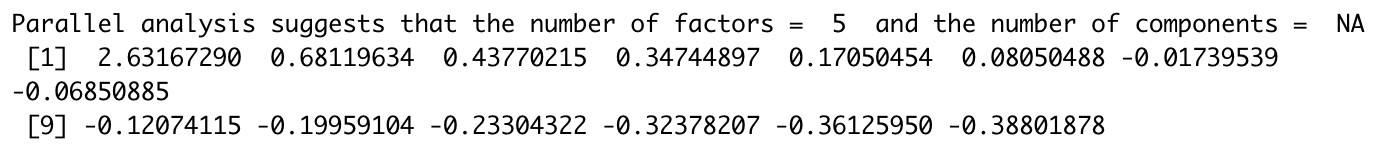 Parallel analysis suggests that the number of factors =  5  and the number of components =  NA
 [1]  2.63167290  0.68119634  0.43770215  0.34744897  0.17050454  0.08050488 -0.01739539
-0.06850885
 [9] -0.12074115 -0.19959104 -0.23304322 -0.32378207 -0.36125950 -0.38801878